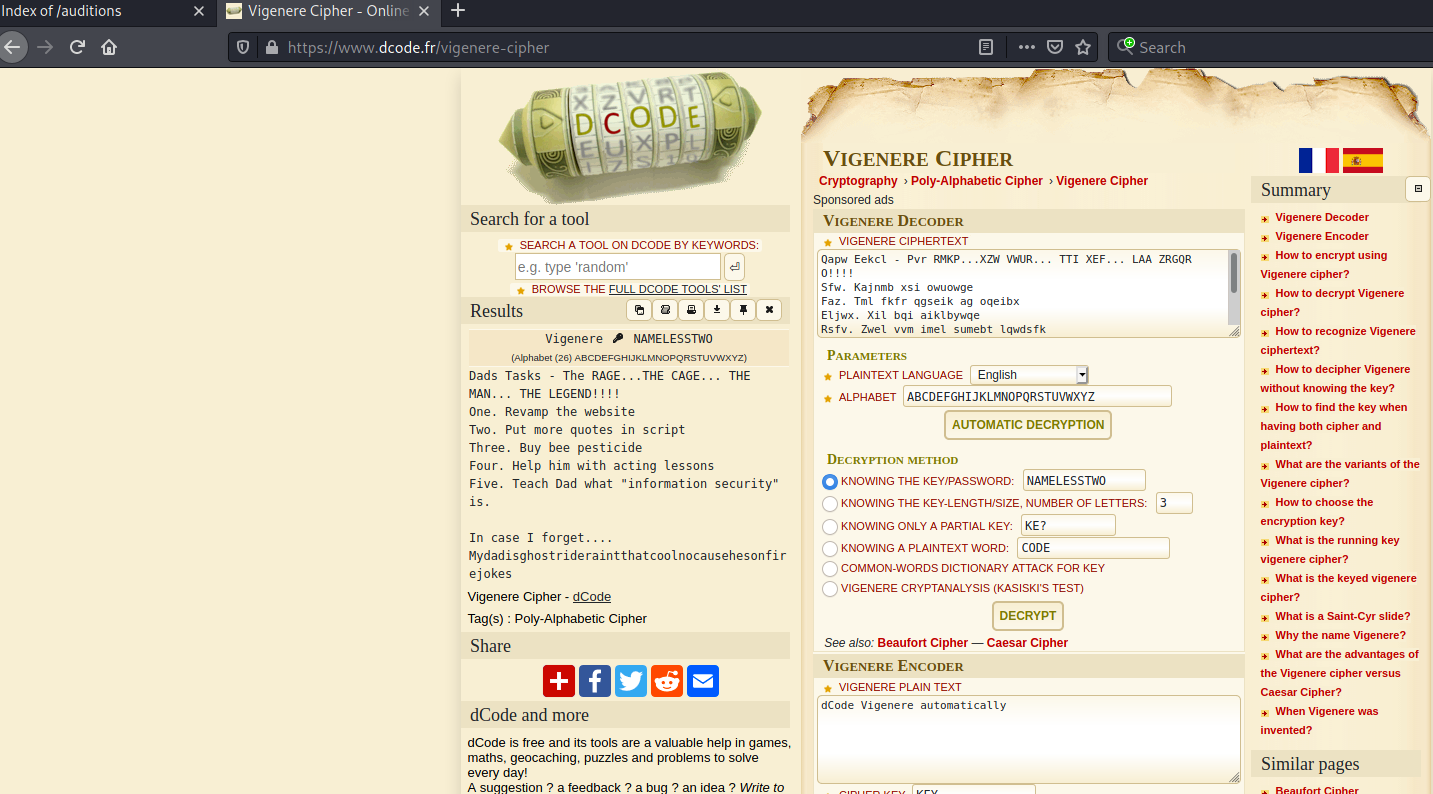 Index of /auditions
Vigenere Cipher - Online
https://www.dcode.fr/vigenere-cipher
Search
DCODE
Search for a tool
SEARCH A TOOL ON DCODE BY KEYWORDS:
e.g. type 'random'
BROWSE THE FULL DCODE TOOLS' LIST
Results
Vigenere NAMELESSTWO
(Alphabet (26) ABCDEFGHIJKLMNOPQRSTUVWXYZ)
Dads Tasks - The RAGE...THE CAGE... THE
MAN... THE LEGEND!!!!
One. Revamp the website
Two. Put more quotes in script
Three. Buy bee pesticide
Four. Help him with acting lessons
Five. Teach Dad what "information security"
is.
In case I forget....
Mydadisghostrideraintthatcoolnocausehesonfir
ejokes
Vigenere Cipher - dCode
Tag(s) : Poly-Alphabetic Cipher
Share
dCode and more
dCode is free and its tools are a valuable help in games,
maths, geocaching, puzzles and problems to solve
every day!
A suggestion ? a feedback ? a bug ? an idea ? Write to
VIGENERE CIPHER
Cryptography › Poly-Alphabetic Cipher › Vigenere Cipher
Sponsored ads
VIGENERE DECODER
VIGENERE CIPHERTEXT
Qapw Eekcl - Pvr RMKP...XZW VWUR... TTI XEF... LAA ZRGQR
O!!!!
Sfw. Kajnmb xsi owuowge
Faz. Tml fkfr qgseik ag oqeibx
Eljwx. Xil bqi aiklbywqe
Rsfv. Zwel vvm imel sumebt lqwdsfk
PARAMETERS
PLAINTEXT LANGUAGE English
ALPHABET ABCDEFGHIJKLMNOPQRSTUVWXYZ
AUTOMATIC DECRYPTION
DECRYPTION METHOD
KNOWING THE KEY/PASSWORD: NAMELESSTWO
KNOWING THE KEY-LENGTH/SIZE, NUMBER OF LETTERS: 3
KNOWING ONLY A PARTIAL KEY: KE?
KNOWING A PLAINTEXT WORD: CODE
COMMON-WORDS DICTIONARY ATTACK FOR KEY
VIGENERE CRYPTANALYSIS (KASISKI'S TEST)
DECRYPT
See also: Beaufort Cipher — Caesar Cipher
VIGENERE ENCODER
VIGENERE PLAIN TEXT
dCode Vigenere automatically
CIPHER KEY KEY
Summary
Vigenere Decoder
Vigenere Encoder
How to encrypt using
Vigenere cipher?
How to decrypt Vigenere
cipher?
How to recognize Vigenere
ciphertext?
How to decipher Vigenere
without knowing the key?
How to find the key when
having both cipher and
plaintext?
What are the variants of the
Vigenere cipher?
How to choose the
encryption key?
What is the running key
vigenere cipher?
What is the keyed vigenere
cipher?
What is a Saint-Cyr slide?
Why the name Vigenere?
What are the advantages of
the Vigenere cipher versus
Caesar Cipher?
When Vigenere was
invented?
Similar pages
Beaufort Cipher